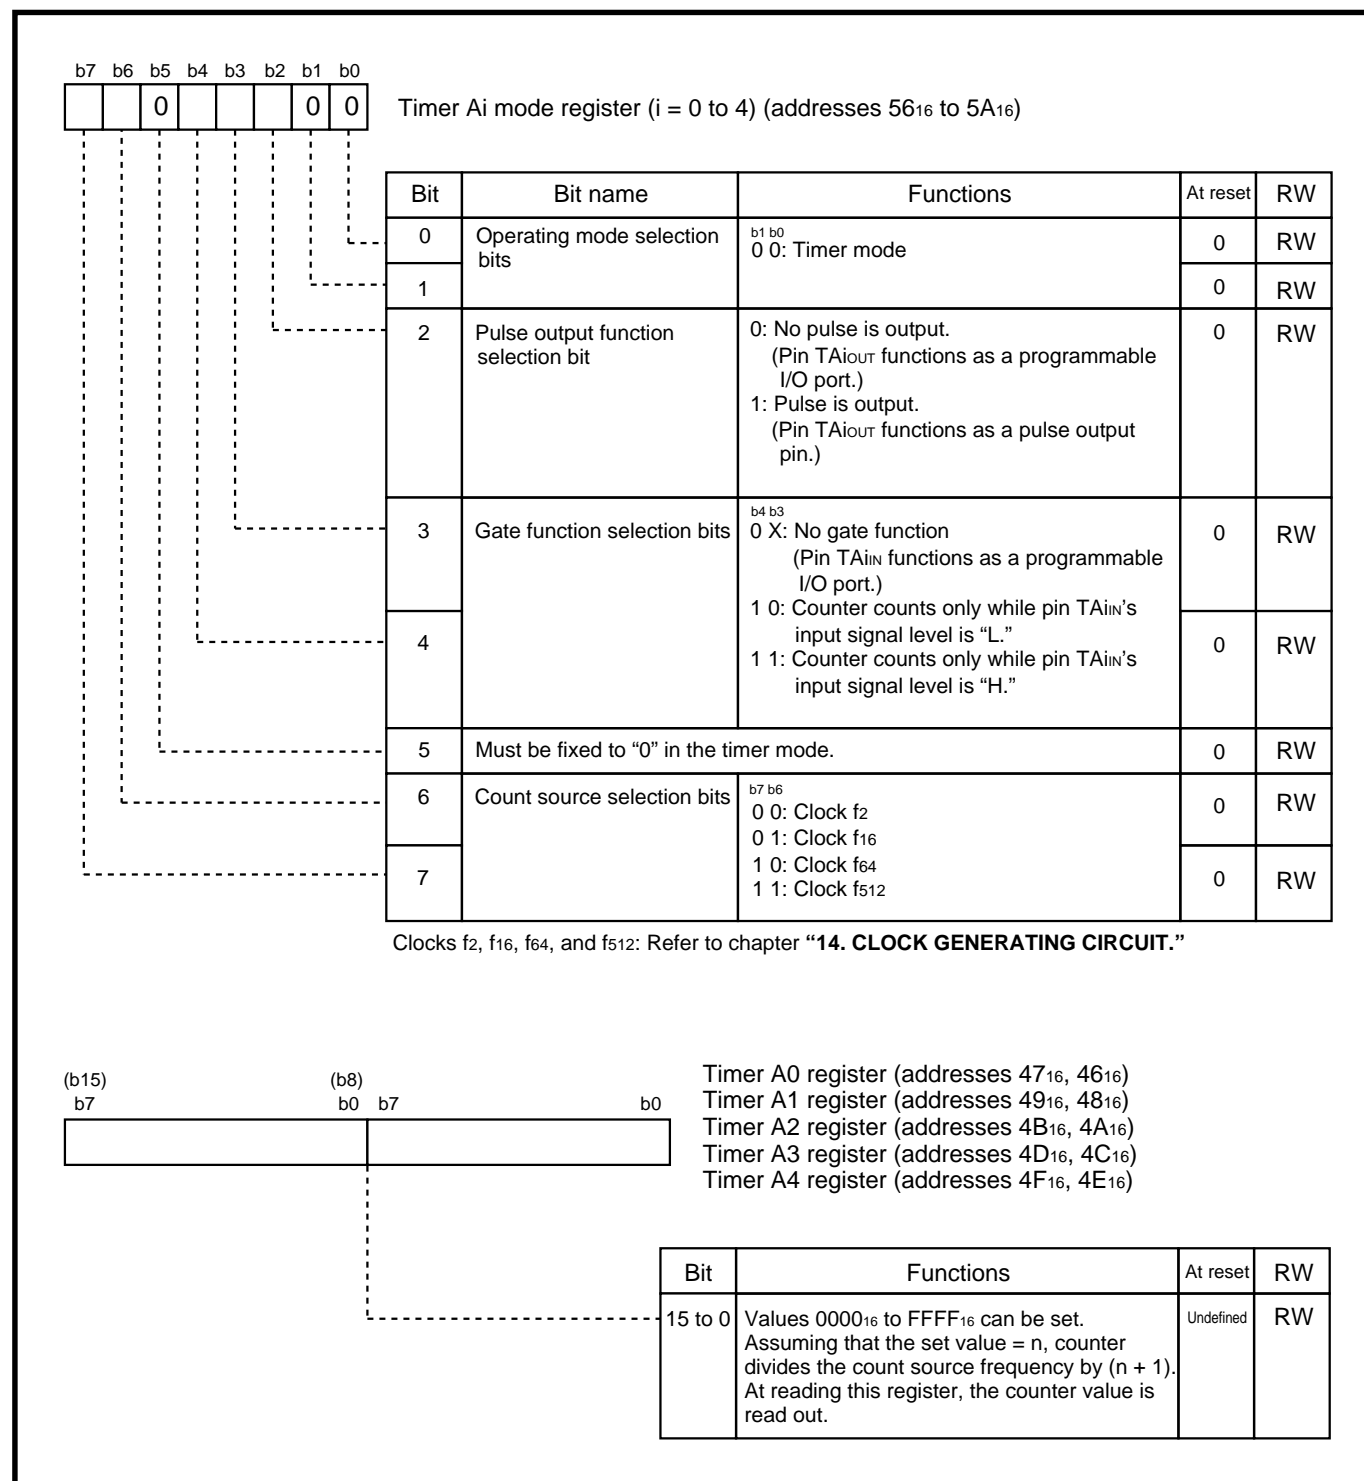 b7 b6 b5 b4 b3 b2 b1 b0
0 0 0
Timer Ai mode register (i = 0 to 4) (addresses 5616 to 5A16)
Bit Bit name Functions At reset RW
0 Operating mode selection bits
b1 b0
0 0: Timer mode
0 RW
1 0 RW
2 Pulse output function selection bit
0: No pulse is output.
(Pin TAiOUT functions as a programmable
I/O port.)
1: Pulse is output.
(Pin TAiOUT functions as a pulse output
pin.)
0 RW
3 Gate function selection bits
b4 b3
0 X: No gate function
(Pin TAiIN functions as a programmable
I/O port.)
1 0: Counter counts only while pin TAiIN’s
input signal level is “L.”
1 1: Counter counts only while pin TAiIN’s
input signal level is “H.”
0 RW
4 0 RW
5 Must be fixed to “0” in the timer mode. 0 RW
6 Count source selection bits
b7 b6
0 0: Clock f2
0 1: Clock f16
1 0: Clock f64
1 1: Clock f512
0 RW
7 0 RW
Clocks f2, f16, f64, and f512: Refer to chapter “14. CLOCK GENERATING CIRCUIT.”
(b15) (b8)
b7 b0 b7 b0
Timer A0 register (addresses 4716, 4616)
Timer A1 register (addresses 4916, 4816)
Timer A2 register (addresses 4B16, 4A16)
Timer A3 register (addresses 4D16, 4C16)
Timer A4 register (addresses 4F16, 4E16)
Bit Functions At reset RW
15 to 0 Values 000016 to FFFF16 can be set. Undefined RW
Assuming that the set value = n, counter
divides the count source frequency by (n + 1).
At reading this register, the counter value is
read out.